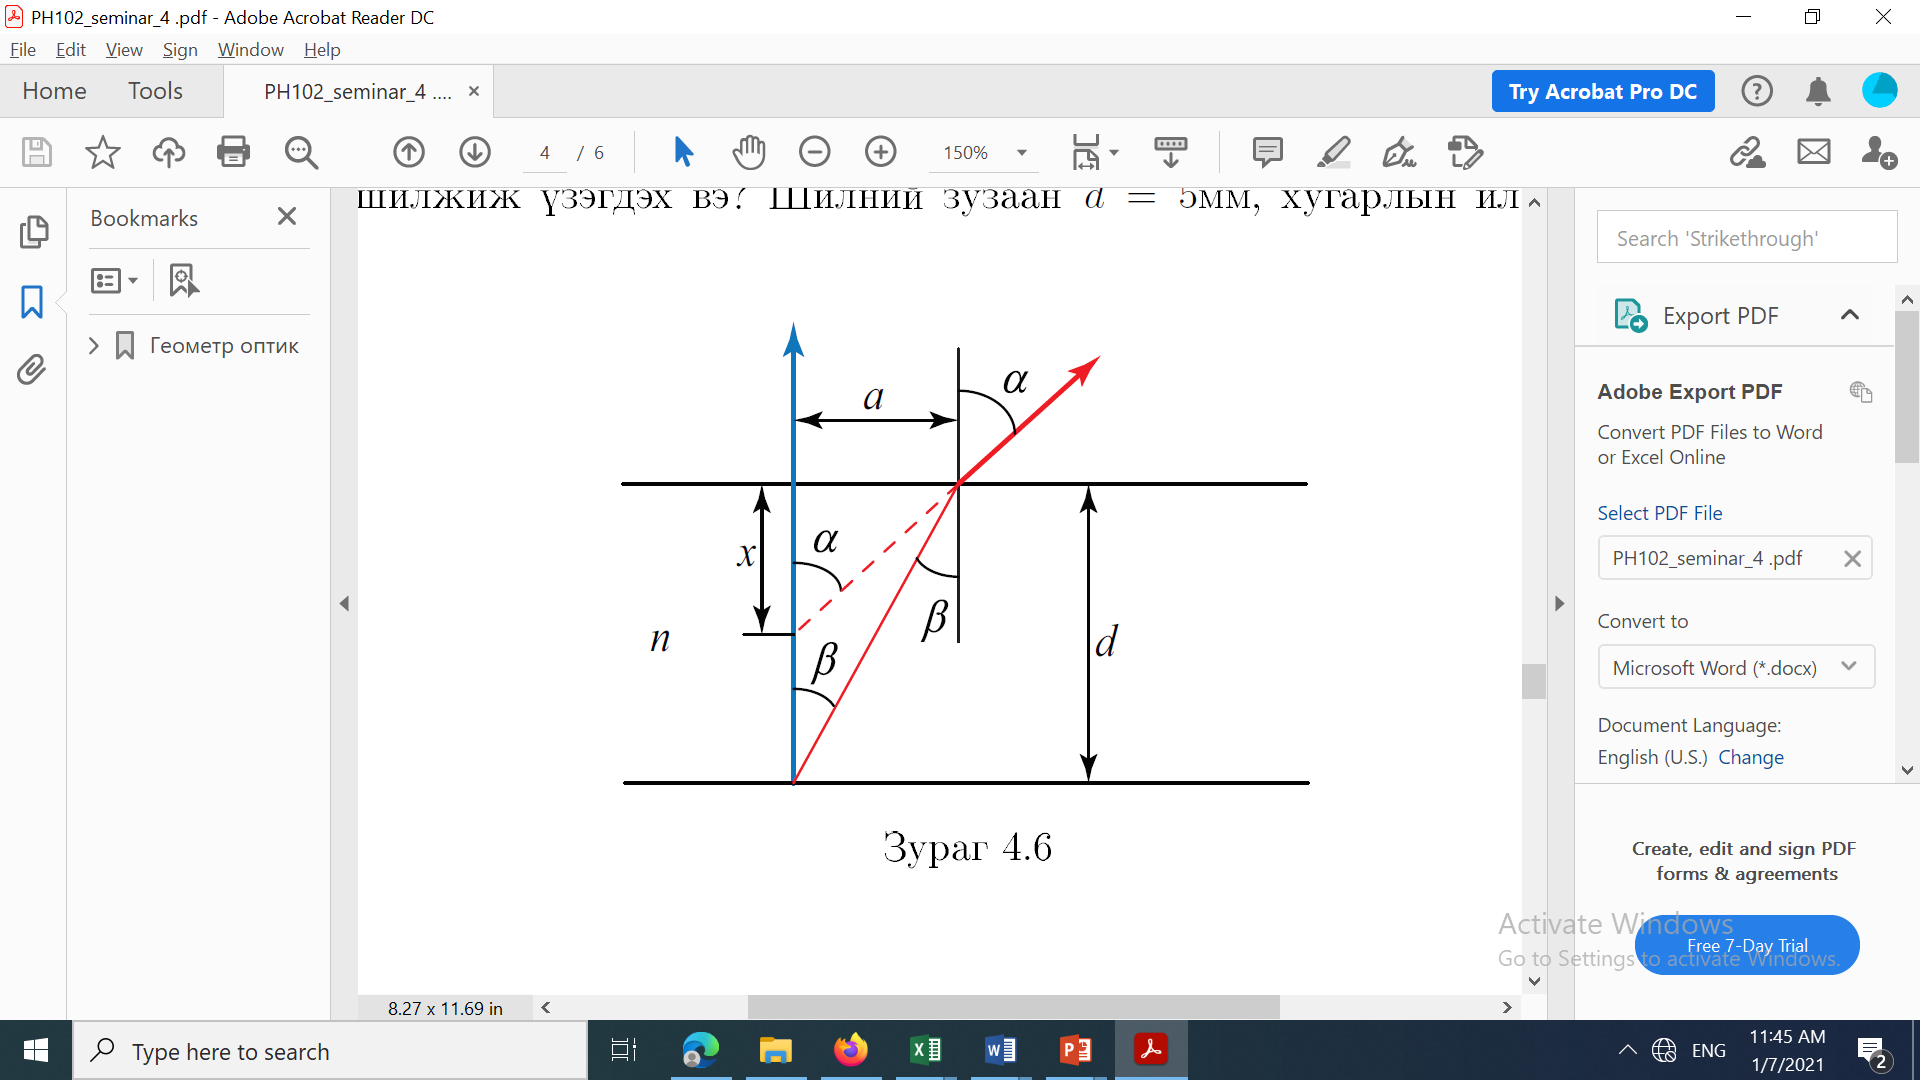 PH102_seminar_4 .pdf - Adobe Acrobat Reader DC
File Edit View Sign Window Help
Home Tools PH102_seminar_4 .... ×
Try Acrobat Pro DC
4 / 6
150%
Bookmarks
Геометр оптик
шилжиж үзэгдэх вэ? Шилний зузаан d = 5мм, хугарлын ил
a
α
x
α
β
β
n
d
Зураг 4.6
8.27 x 11.69 in
Search 'Strikethrough'
Export PDF
Adobe Export PDF
Convert PDF Files to Word
or Excel Online
Select PDF File
PH102_seminar_4 .pdf
Convert to
Microsoft Word (*.docx)
Document Language:
English (U.S.) Change
Create, edit and sign PDF
forms & agreements
Free 7-Day Trial
Activate Windows
Go to Settings to activate Windows.
Type here to search
ENG
11:45 AM
1/7/2021
2